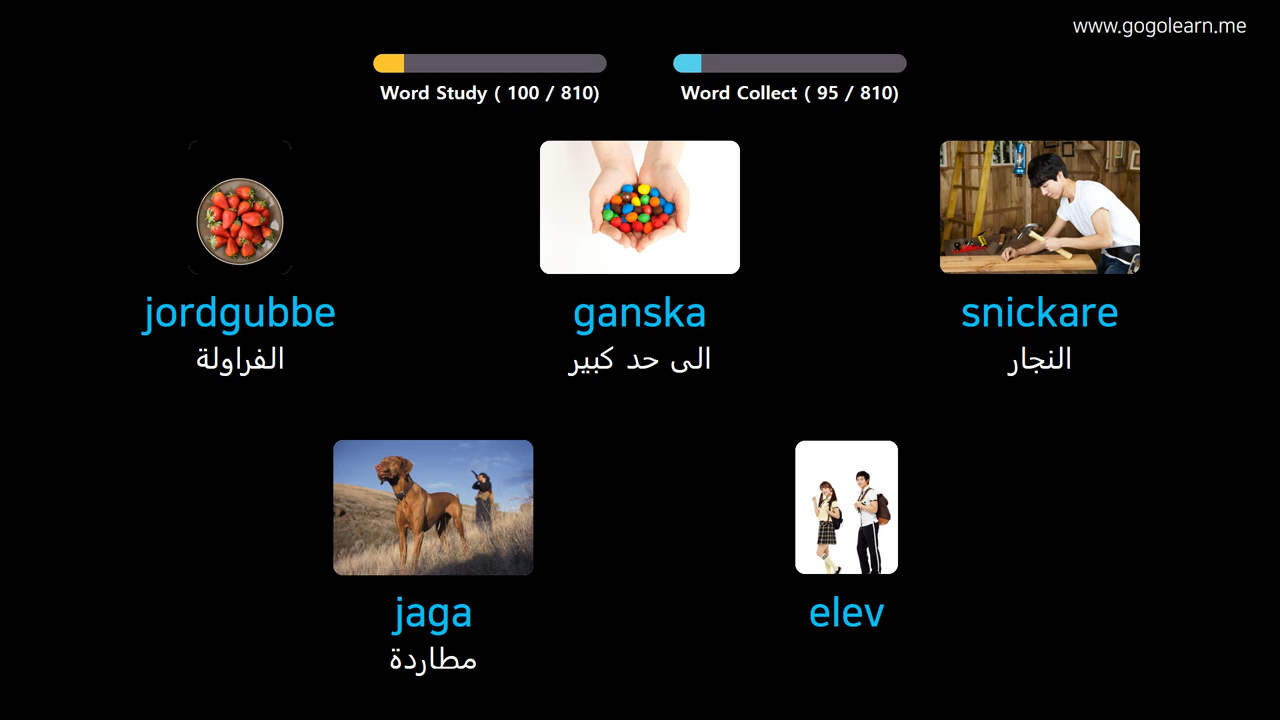 www.gogolearn.me
Word Study ( 100 / 810)
Word Collect ( 95 / 810)
jordgubbe
الفراولة
ganska
الى حد كبير
snickare
النجار
jaga
مطاردة
elev